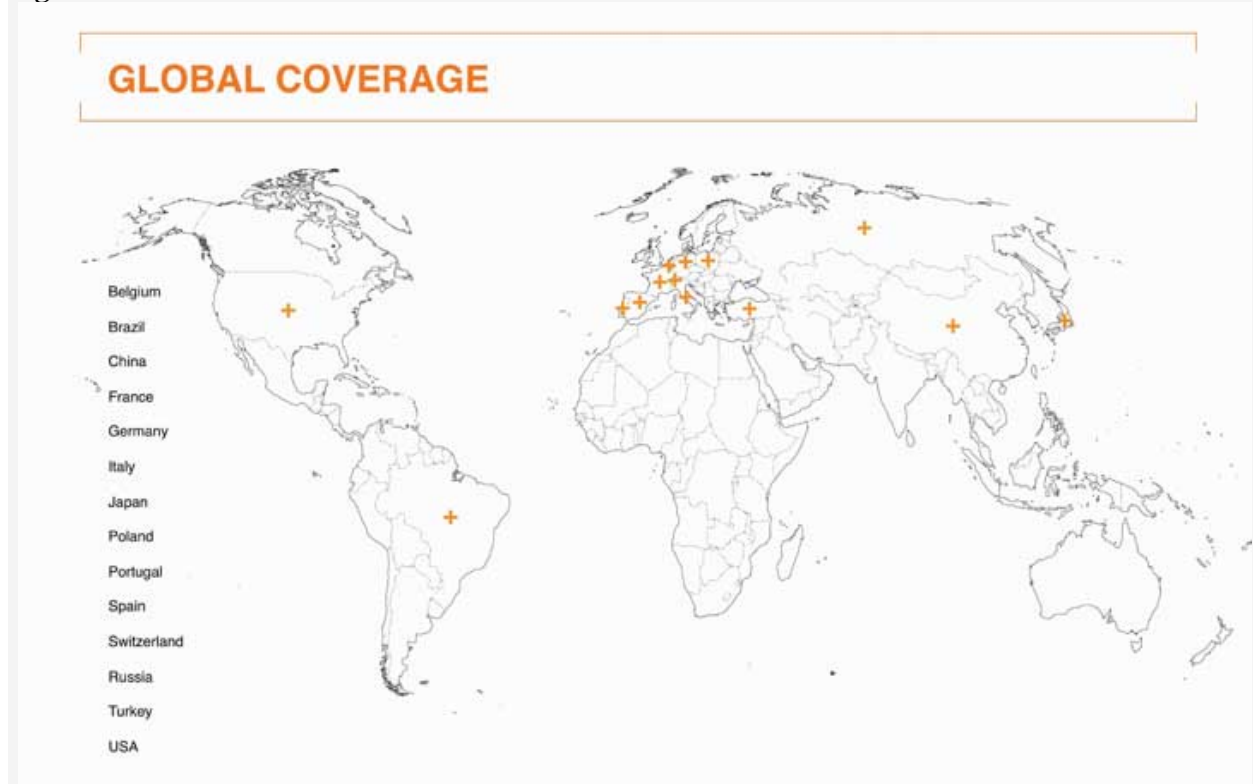 GLOBAL COVERAGE
Belgium
Brazil
China
France
Germany
Italy
Japan
Poland
Portugal
Spain
Switzerland
Russia
Turkey
USA